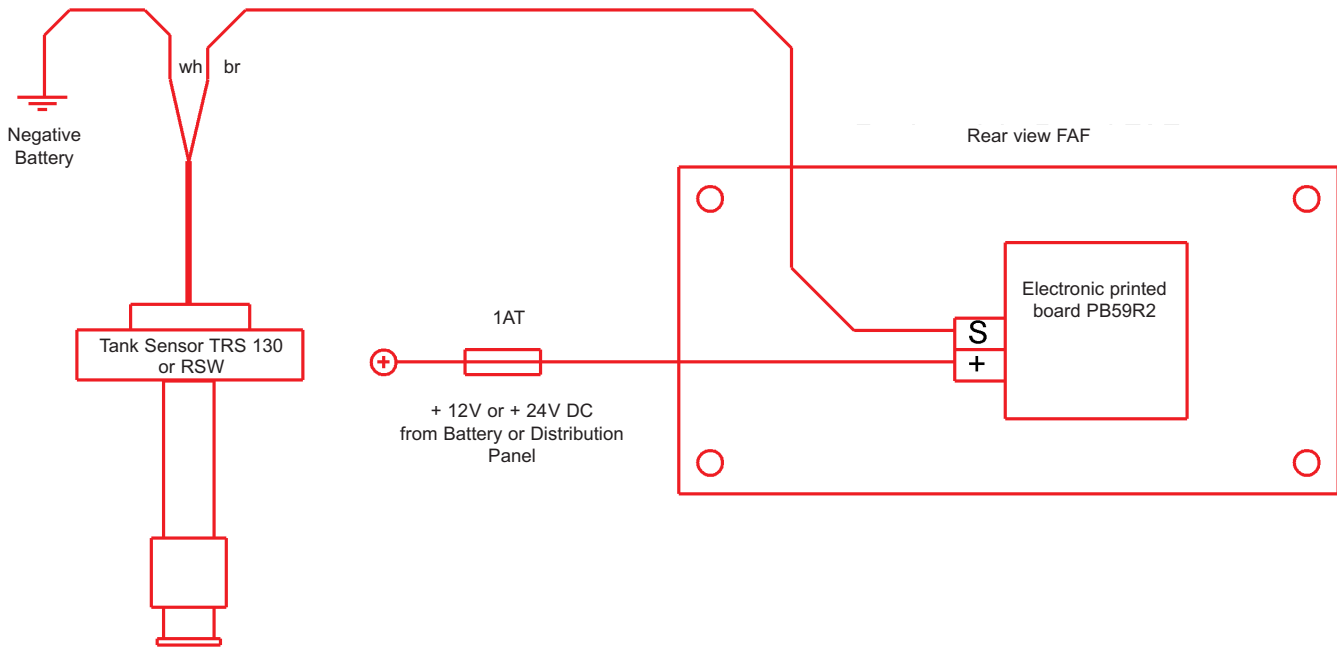 wh br
Negative
Battery
Rear view FAF
Electronic printed
board PB59R2
S
+
1AT
Tank Sensor TRS 130
or RSW
+
+ 12V or + 24V DC
from Battery or Distribution
Panel